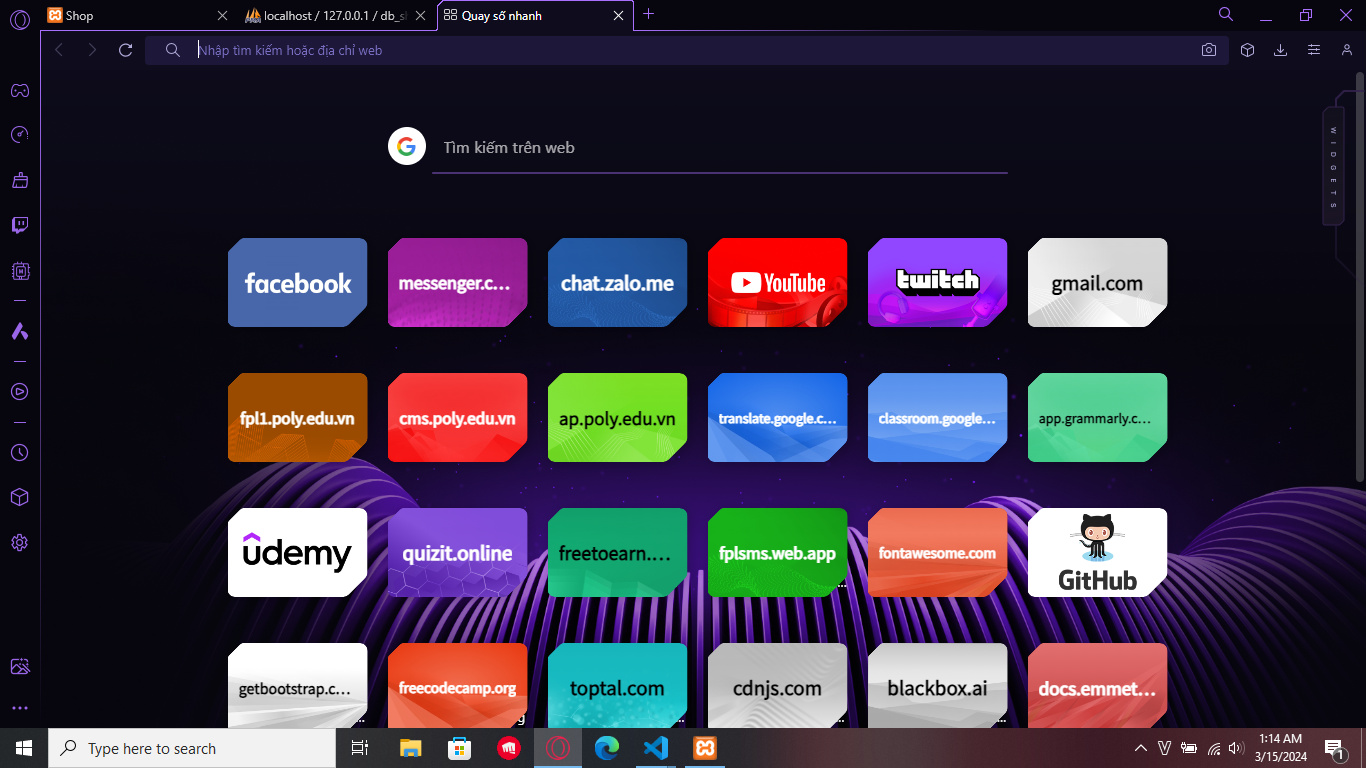 Shop
localhost / 127.0.0.1 / db_sh
Quay số nhanh
Nhập tìm kiếm hoặc địa chỉ web
WIDGETS
Tìm kiếm trên web
facebook
messenger.c...
chat.zalo.me
YouTube
twitch
gmail.com
fpl1.poly.edu.vn
cms.poly.edu.vn
ap.poly.edu.vn
translate.google.c...
classroom.google...
app.grammarly.c...
udemy
quizit.online
freetoearn....
fplsms.web.app
fontawesome.com
GitHub
getbootstrap.c...
freecodecamp.org
toptal.com
cdnjs.com
blackbox.ai
docs.emmet...
Type here to search
1:14 AM
3/15/2024
1